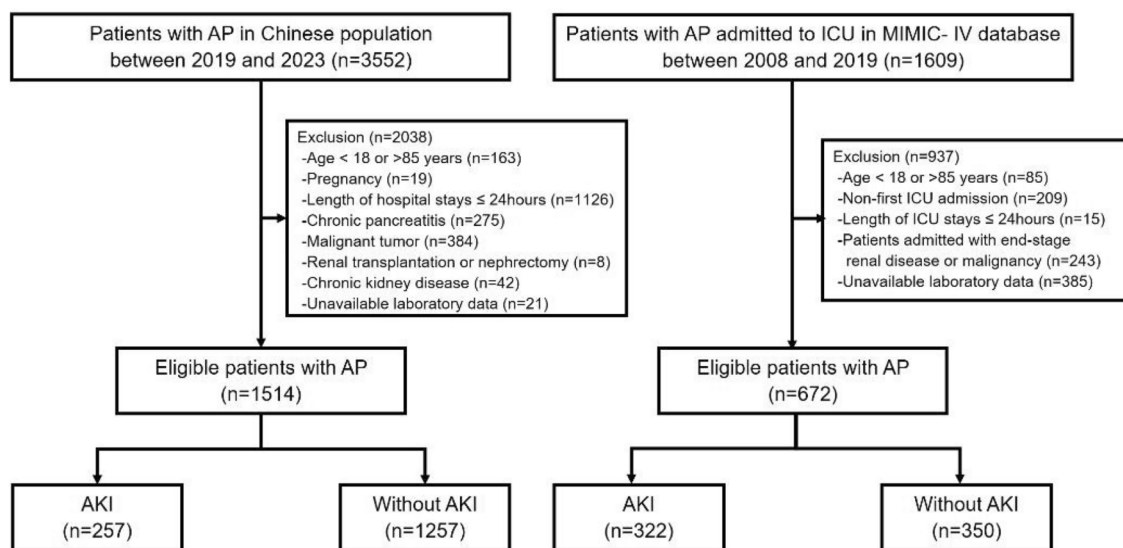 Patients with AP in Chinese population
between 2019 and 2023 (n=3552)
Exclusion (n=2038)
-Age < 18 or >85 years (n=163)
-Pregnancy (n=19)
-Length of hospital stays ≤ 24hours (n=1126)
-Chronic pancreatitis (n=275)
-Malignant tumor (n=384)
-Renal transplantation or nephrectomy (n=8)
-Chronic kidney disease (n=42)
-Unavailable laboratory data (n=21)
Eligible patients with AP
(n=1514)
AKI
(n=257)
Without AKI
(n=1257)
Patients with AP admitted to ICU in MIMIC- IV database
between 2008 and 2019 (n=1609)
Exclusion (n=937)
-Age < 18 or >85 years (n=85)
-Non-first ICU admission (n=209)
-Length of ICU stays ≤ 24hours (n=15)
-Patients admitted with end-stage
renal disease or malignancy (n=243)
-Unavailable laboratory data (n=385)
Eligible patients with AP
(n=672)
AKI
(n=322)
Without AKI
(n=350)